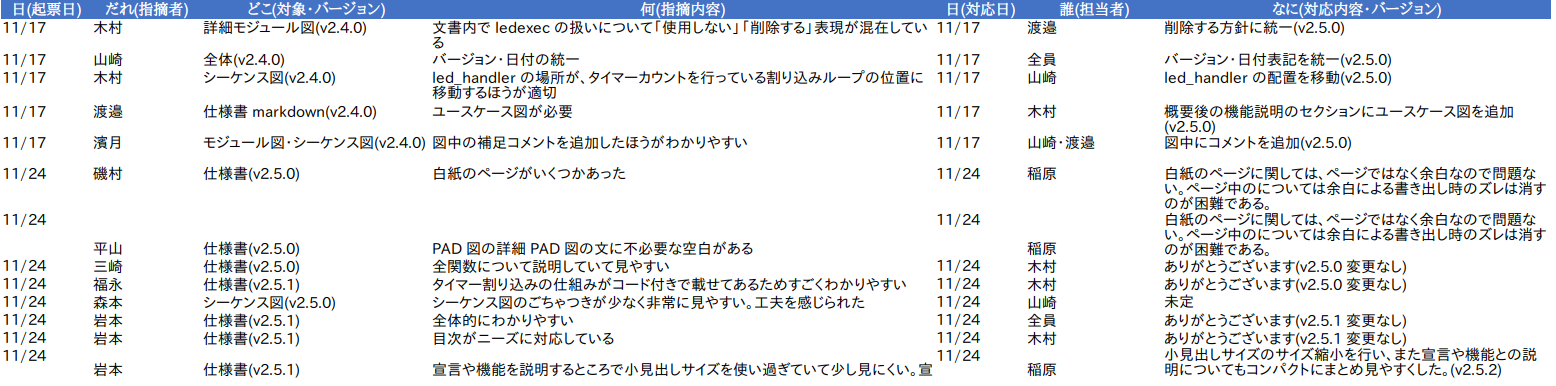 日(起票日) だれ(指摘者) どこ(対象・バージョン) 何(指摘内容) 日(対応日) 誰(担当者) なに(対応内容・バージョン)
11/17 木村 詳細モジュール図(v2.4.0) 文書内で ledexec の扱いについて「使用しない」「削除する」表現が混在している 11/17 渡邉 削除する方針に統一(v2.5.0)
11/17 山崎 全体(v2.4.0) バージョン・日付の統一 11/17 全員 バージョン・日付表記を統一(v2.5.0)
11/17 木村 シーケンス図(v2.4.0) led_handler の場所が、タイマーカウントを行っている割り込みループの位置に移動するほうが適切 11/17 山崎 led_handler の配置を移動(v2.5.0)
11/17 渡邉 仕様書 markdown(v2.4.0) ユースケース図が必要 11/17 木村 概要後の機能説明のセクションにユースケース図を追加(v2.5.0)
11/17 濱月 モジュール図・シーケンス図(v2.4.0) 図中の補足コメントを追加したほうがわかりやすい 11/17 山崎・渡邉 図中にコメントを追加(v2.5.0)
11/24 磯村 仕様書(v2.5.0) 白紙のページがいくつかあった 11/24 稲原 白紙のページに関しては、ページではなく余白なので問題ない。ページ中のについては余白による書き出し時のズレは消すのが困難である。
11/24 平山 仕様書(v2.5.0) PAD 図の詳細 PAD 図の文に不必要な空白がある 11/24 稲原 白紙のページに関しては、ページではなく余白なので問題ない。ページ中のについては余白による書き出し時のズレは消すのが困難である。
11/24 三崎 仕様書(v2.5.0) 全関数について説明していて見やすい 11/24 木村 ありがとうございます(v2.5.0 変更なし)
11/24 福永 仕様書(v2.5.1) タイマー割り込みの仕組みがコード付きで載せてあるためすごくわかりやすい 11/24 木村 ありがとうございます(v2.5.0 変更なし)
11/24 森本 シーケンス図(v2.5.0) シーケンス図のごちゃつきが少なく非常に見やすい。工夫を感じられた 11/24 山崎 未定
11/24 岩本 仕様書(v2.5.1) 全体的にわかりやすい 11/24 全員 ありがとうございます(v2.5.1 変更なし)
11/24 岩本 仕様書(v2.5.1) 目次がニーズに対応している 11/24 木村 ありがとうございます(v2.5.1 変更なし)
11/24 岩本 仕様書(v2.5.1) 宣言や機能を説明するところで小見出しサイズを使い過ぎていて少し見にくい。宣 11/24 稲原 小見出しサイズのサイズ縮小を行い、また宣言や機能との説明についてもコンパクトにまとめ見やすくした。(v2.5.2)